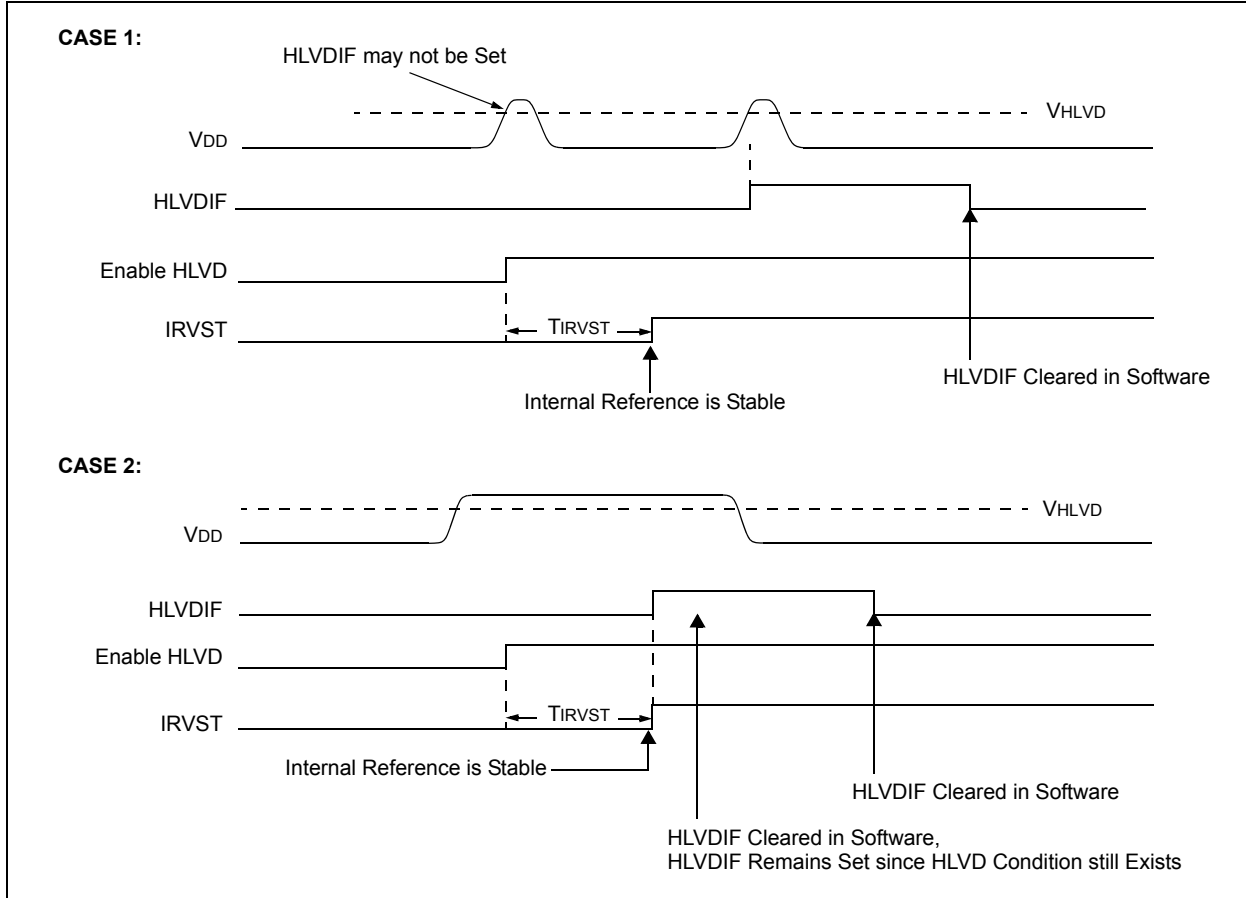 CASE 1:
HLVDIF may not be Set
VHLVD
VDD
HLVDIF
Enable HLVD
IRVST
TIRVST
HLVDIF Cleared in Software
Internal Reference is Stable
CASE 2:
VHLVD
VDD
HLVDIF
Enable HLVD
TIRVST
IRVST
Internal Reference is Stable
HLVDIF Cleared in Software
HLVDIF Cleared in Software,
HLVDIF Remains Set since HLVD Condition still Exists